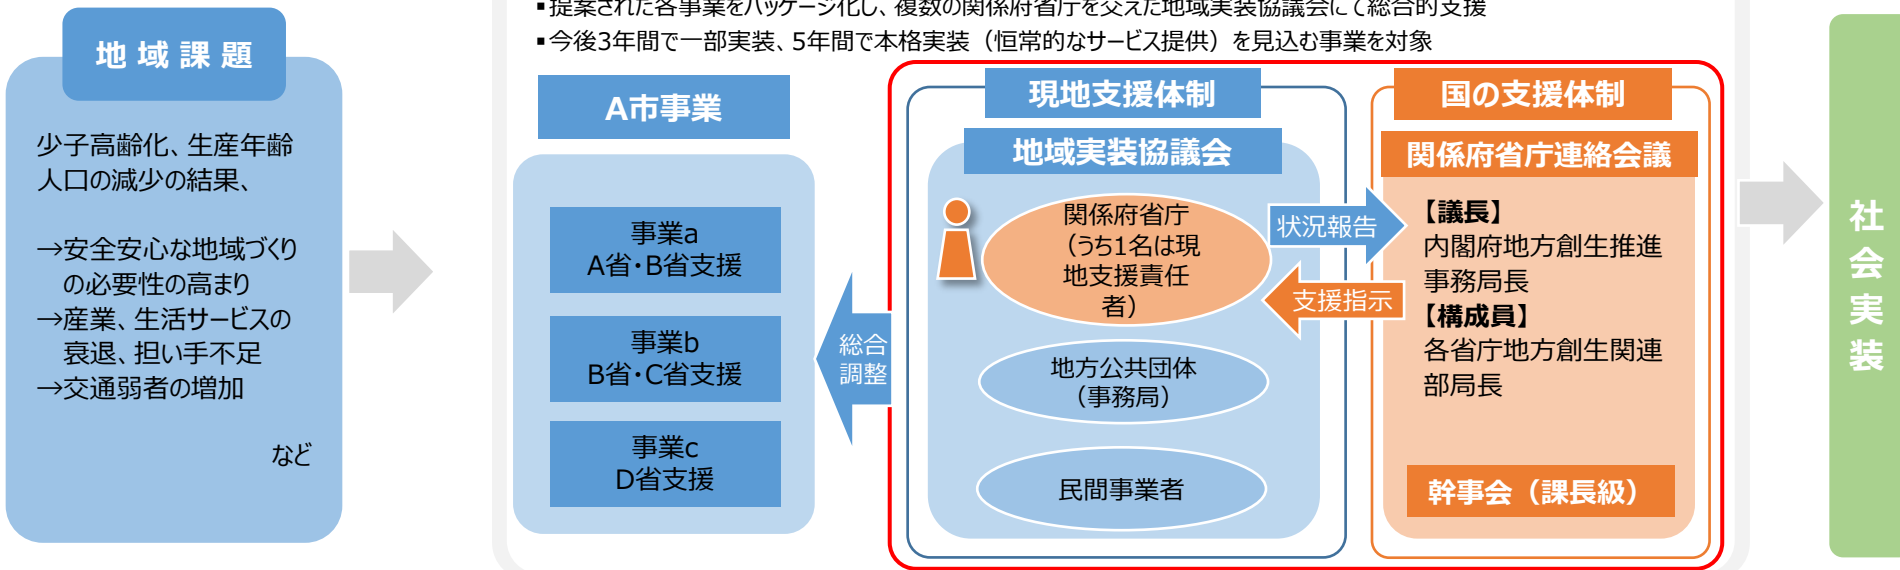 ▪提案された各事業をパッケージ化し、複数の関係府省庁を交えた地域実装協議会にて総合的支援
▪今後3年間で一部実装、5年間で本格実装（恒常的なサービス提供）を見込む事業を対象
地域課題
少子高齢化、生産年齢
人口の減少の結果、
→安全安心な地域づくり
の必要性の高まり
→産業、生活サービスの
衰退、担い手不足
→交通弱者の増加
など
A市事業
事業a
A省・B省支援
事業b
B省・C省支援
事業c
D省支援
総合
調整
現地支援体制
地域実装協議会
関係府省庁
（うち1名は現
地支援責任
者）
地方公共団体
（事務局）
民間事業者
状況報告
支援指示
国の支援体制
関係府省庁連絡会議
【議長】
内閣府地方創生推進
事務局長
【構成員】
各省庁地方創生関連
部局長
幹事会（課長級）
社会実装